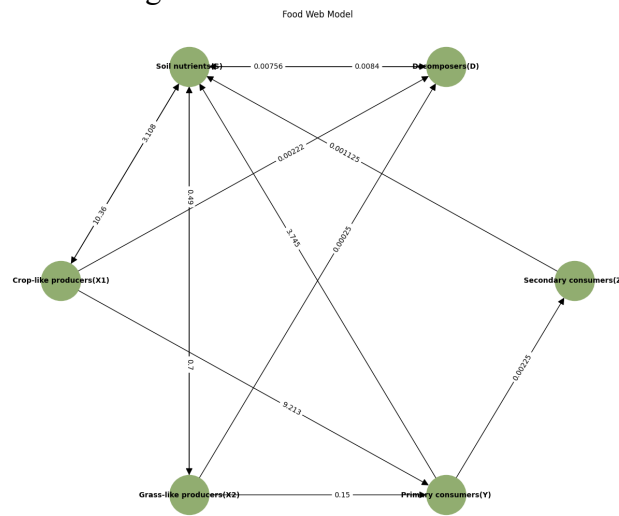 Food Web Model
Soil nutrients(S)
0.00756
0.0084
Decomposers(D)
3.108
0.00222
0.001125
0.49
10.36
3.745
0.00025
Crop-like producers(X1)
Secondary consumers(Z
0.7
0.00225
9.213
Grass-like producers(X2)
0.15
Primary consumers(Y)